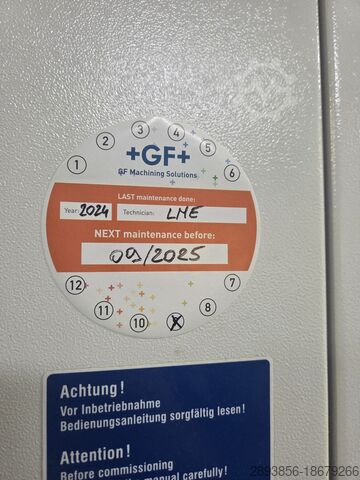 +GF+
GF Machining Solutions
LAST maintenance done:
Year: 2024 Technician: LME
NEXT maintenance before:
09/2025
1
2
3
4
5
6
7
8
10
11
12
Achtung!
Vor Inbetriebnahme
Bedienungsanleitung sorgfältig lesen!
Attention!
Before commissioning
the manual carefully!
2893856-18679266